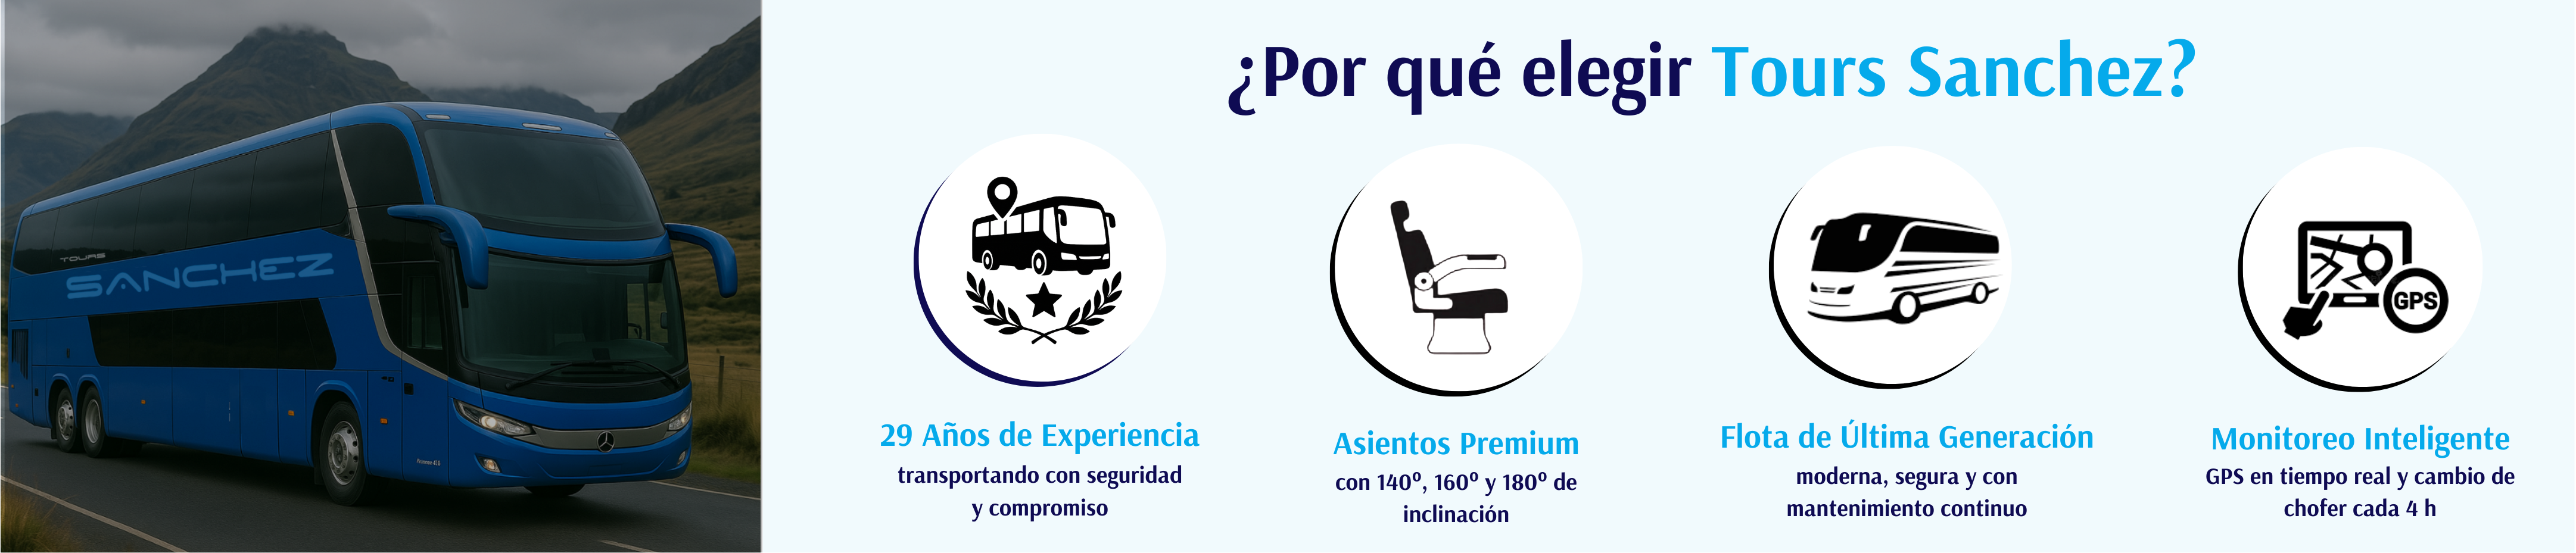 ¿Por qué elegir Tours Sanchez?
TOURS
SANCHEZ
GPS
29 Años de Experiencia
transportando con seguridad
y compromiso
Asientos Premium
con 140º, 160º y 180º de
inclinación
Flota de Última Generación
moderna, segura y con
mantenimiento continuo
Monitoreo Inteligente
GPS en tiempo real y cambio de
chofer cada 4 h